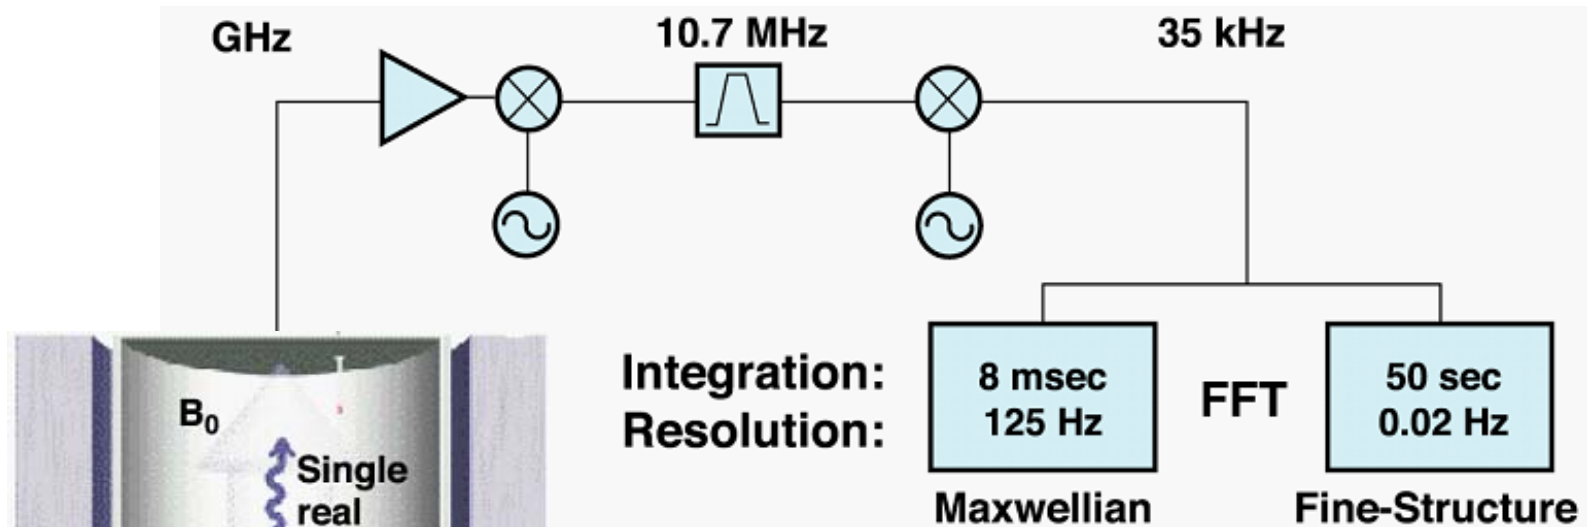 GHz
10.7 MHz
35 kHz
Integration:
Resolution:
8 msec
125 Hz
FFT
50 sec
0.02 Hz
Maxwellian
Fine-Structure
B0
Single
real